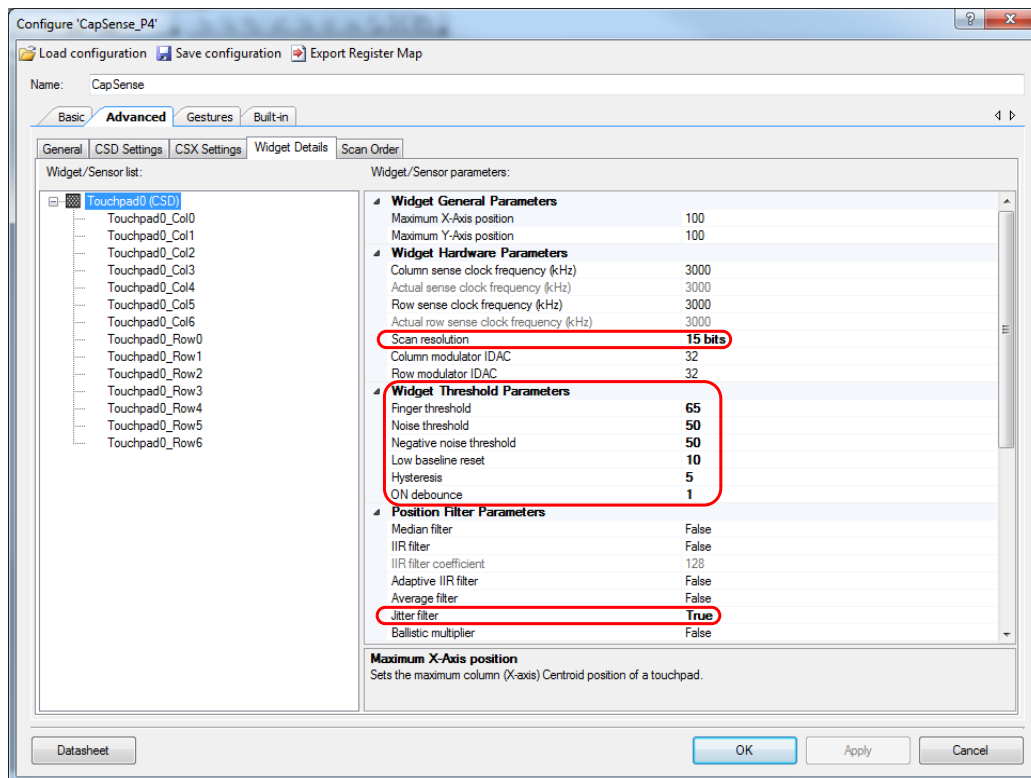 Configure 'CapSense_P4'
Load configuration Save configuration Export Register Map
Name: CapSense
Basic Advanced Gestures Built-in
General CSD Settings CSX Settings Widget Details Scan Order
Widget/Sensor list: Widget/Sensor parameters:
Touchpad0 (CSD)
Touchpad0_Col0
Touchpad0_Col1
Touchpad0_Col2
Touchpad0_Col3
Touchpad0_Col4
Touchpad0_Col5
Touchpad0_Col6
Touchpad0_Row0
Touchpad0_Row1
Touchpad0_Row2
Touchpad0_Row3
Touchpad0_Row4
Touchpad0_Row5
Touchpad0_Row6
Widget General Parameters
Maximum X-Axis position 100
Maximum Y-Axis position 100
Widget Hardware Parameters
Column sense clock frequency (kHz) 3000
Actual sense clock frequency (kHz) 3000
Row sense clock frequency (kHz) 3000
Actual row sense clock frequency (kHz) 3000
Scan resolution 15 bits
Column modulator IDAC 32
Row modulator IDAC 32
Widget Threshold Parameters
Finger threshold 65
Noise threshold 50
Negative noise threshold 50
Low baseline reset 10
Hysteresis 5
ON debounce 1
Position Filter Parameters
Median filter False
IIR filter False
IIR filter coefficient 128
Adaptive IIR filter False
Average filter False
Jitter filter True
Ballistic multiplier False
Maximum X-Axis position
Sets the maximum column (X-axis) Centroid position of a touchpad.
Datasheet OK Apply Cancel